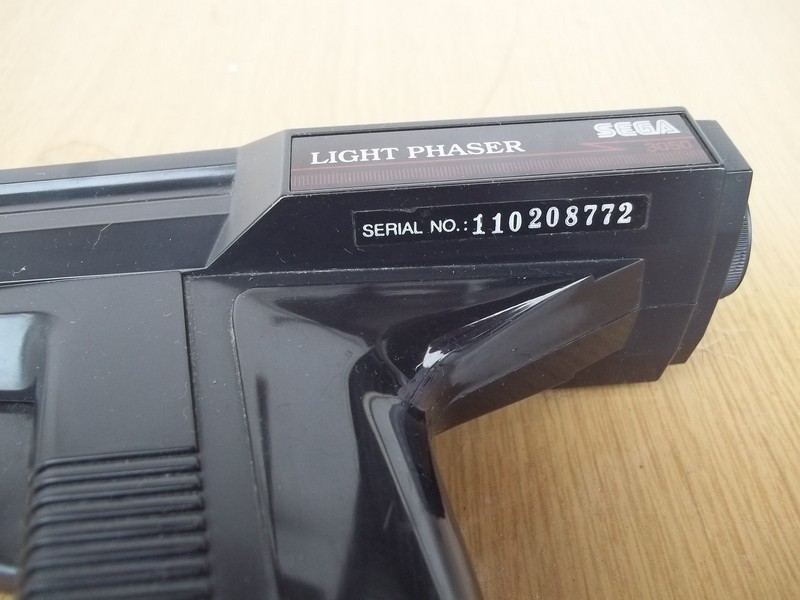 SEGA
LIGHT PHASER
3050
SERIAL NO.: 110208772